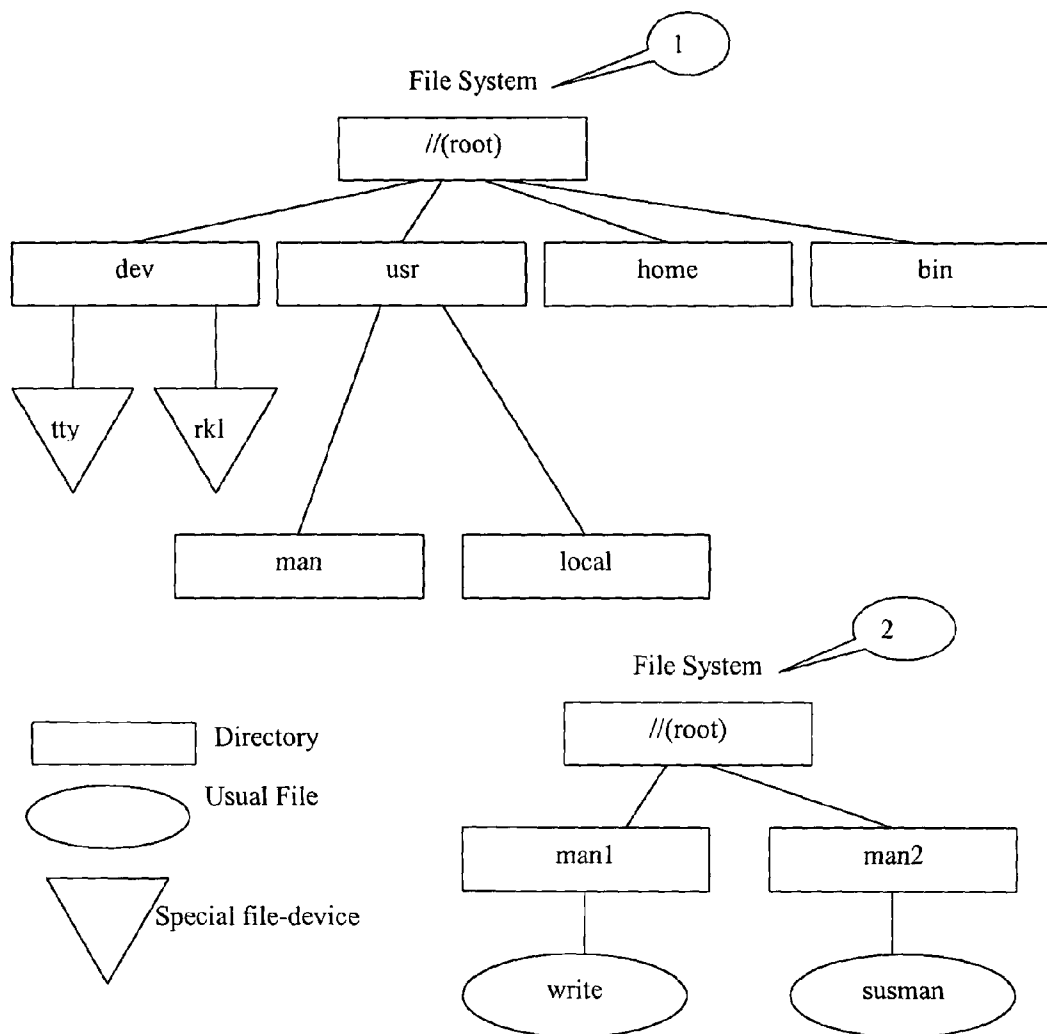 1
File System
//(root)
dev
usr
home
bin
tty
rkl
man
local
2
File System
//(root)
Directory
Usual File
man1
man2
Special file-device
write
susman